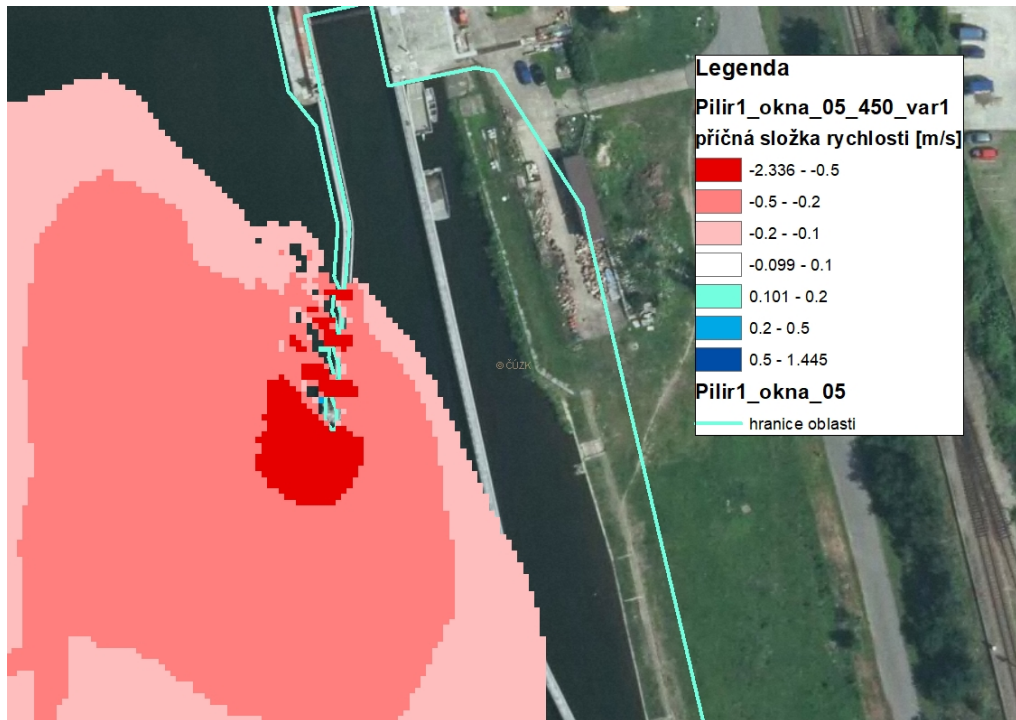 Legenda
Pilir1_okna_05_450_var1
příčná složka rychlosti [m/s]
-2.336 - -0.5
-0.5 - -0.2
-0.2 - -0.1
-0.099 - 0.1
0.101 - 0.2
0.2 - 0.5
0.5 - 1.445
Pilir1_okna_05
hranice oblasti
© ČÚZK